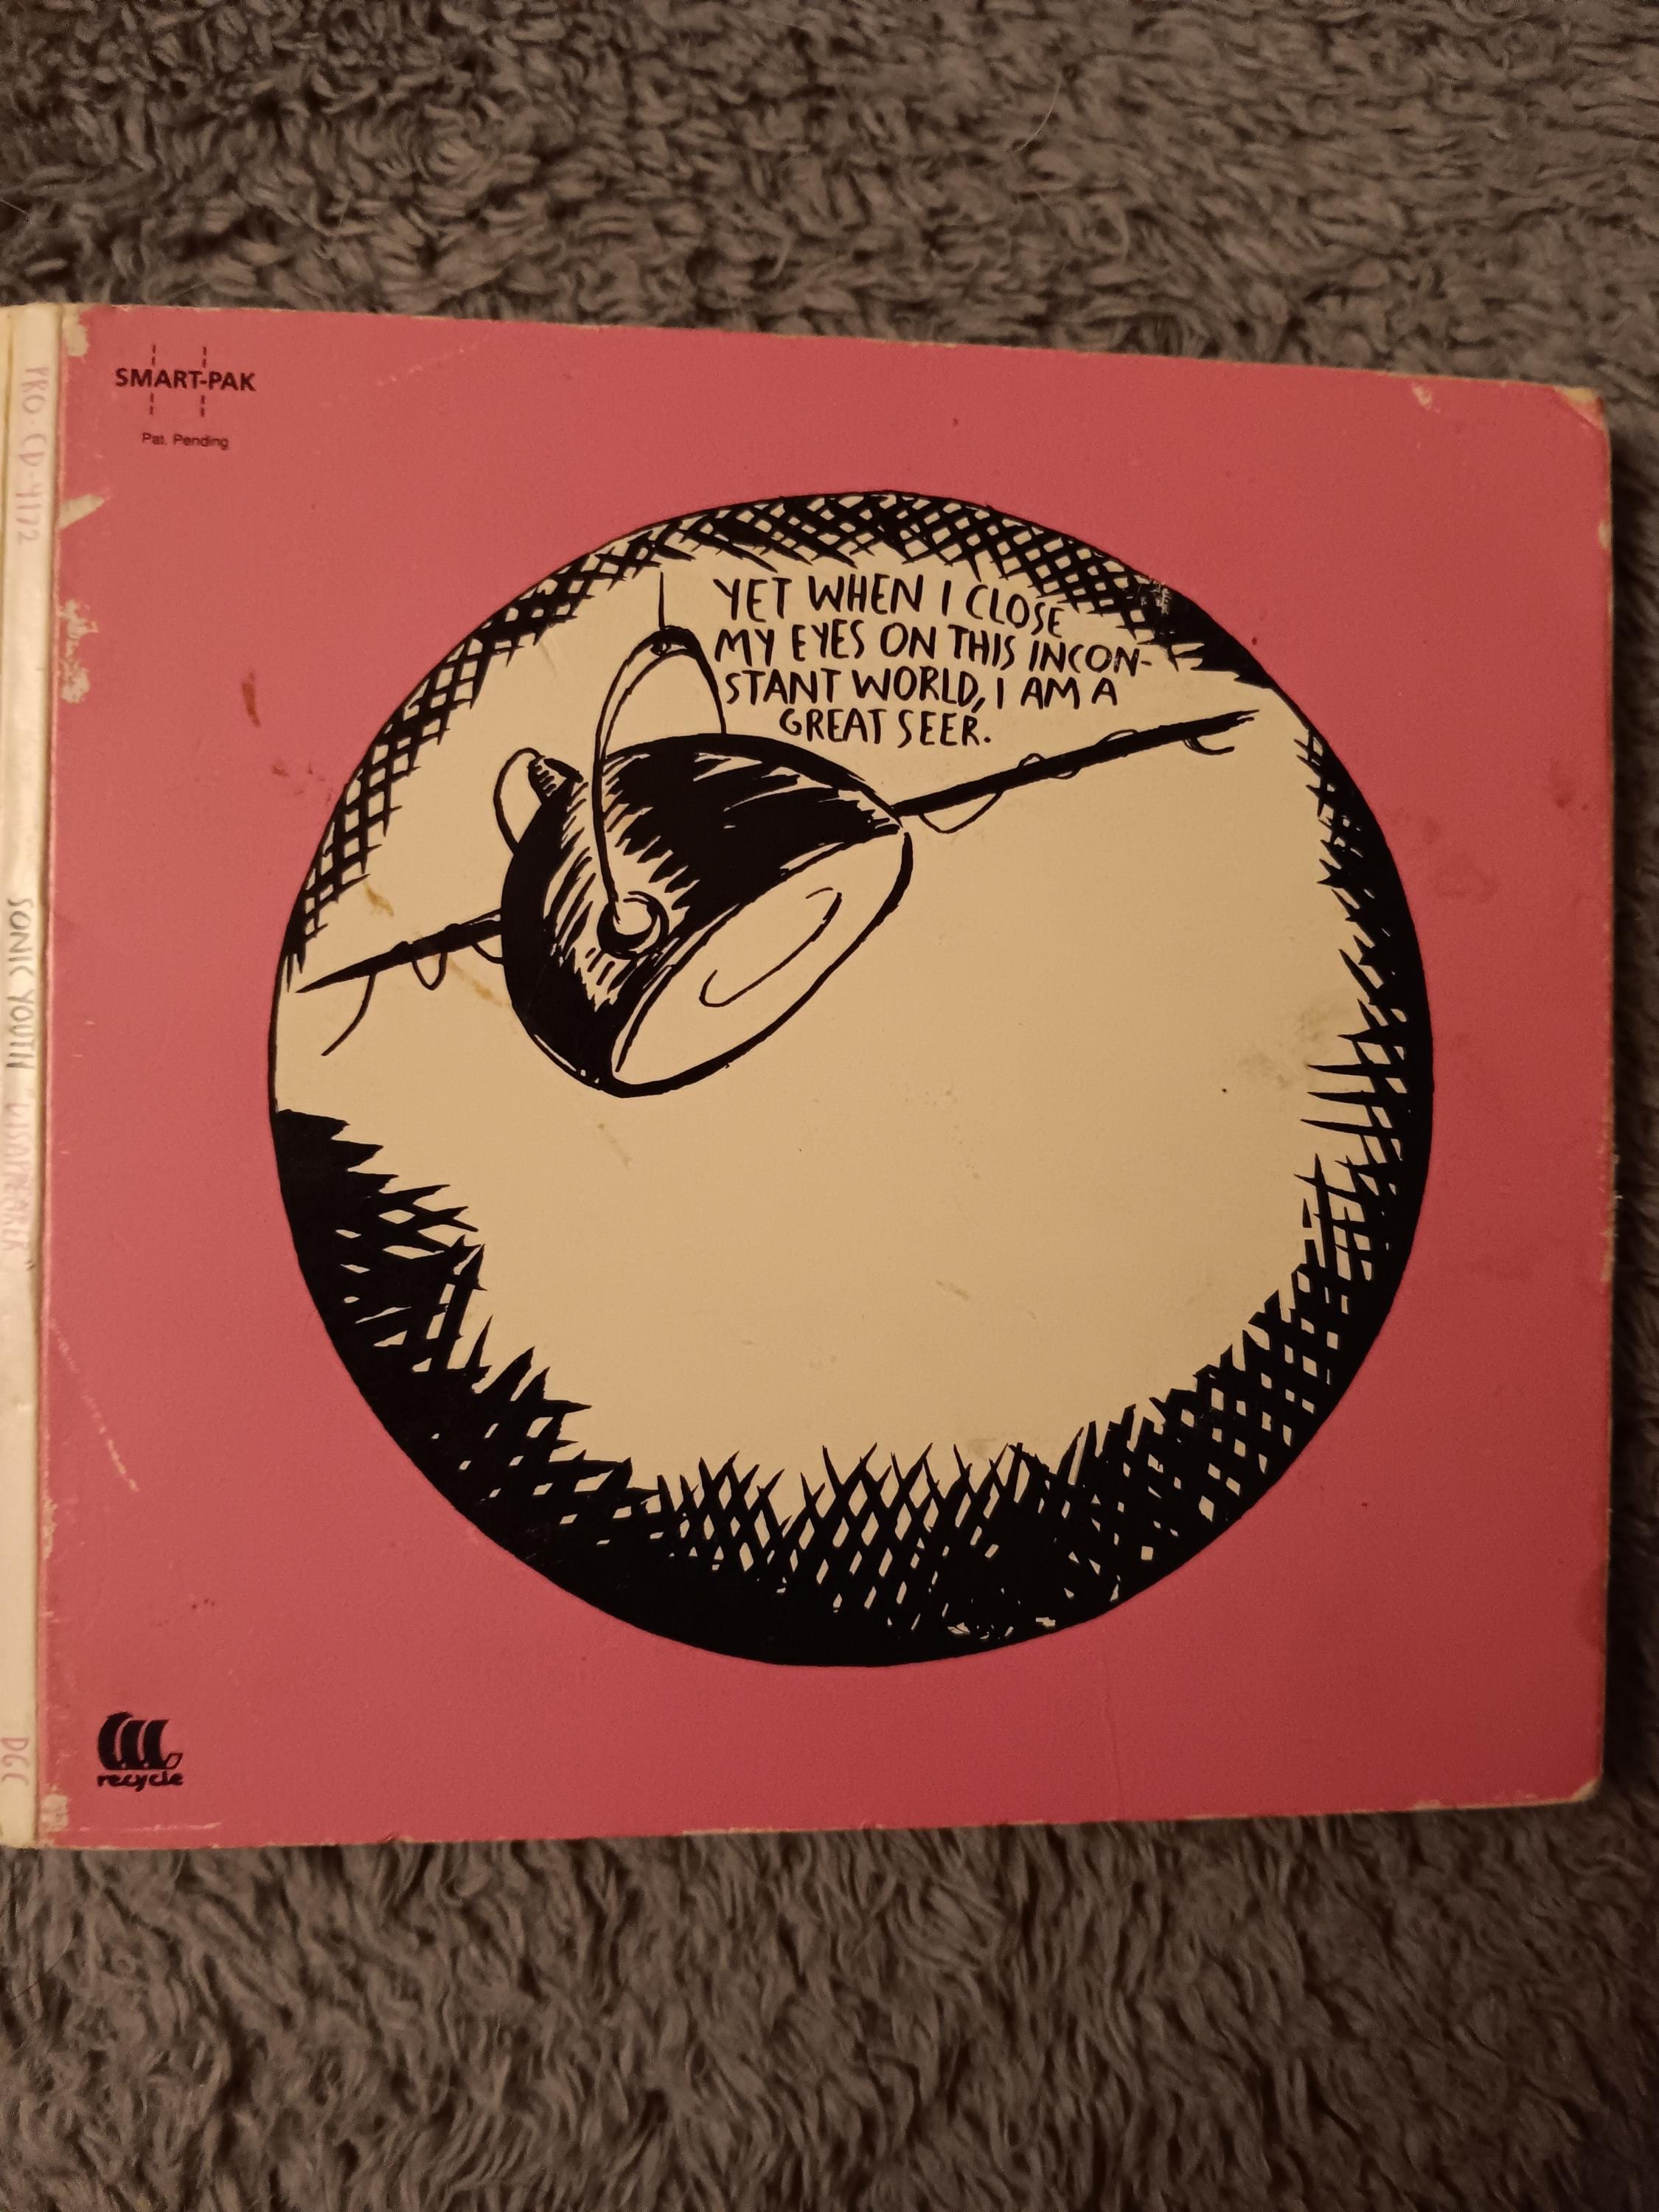 SMART-PAK
Pat. Pending
YET WHEN I CLOSE
MY EYES ON THIS INCON-
STANT WORLD, I AM A
GREAT SEER.
recycle
PRO-CD-4172
SONIC YOUTH "DISAPPEARER"
DGC